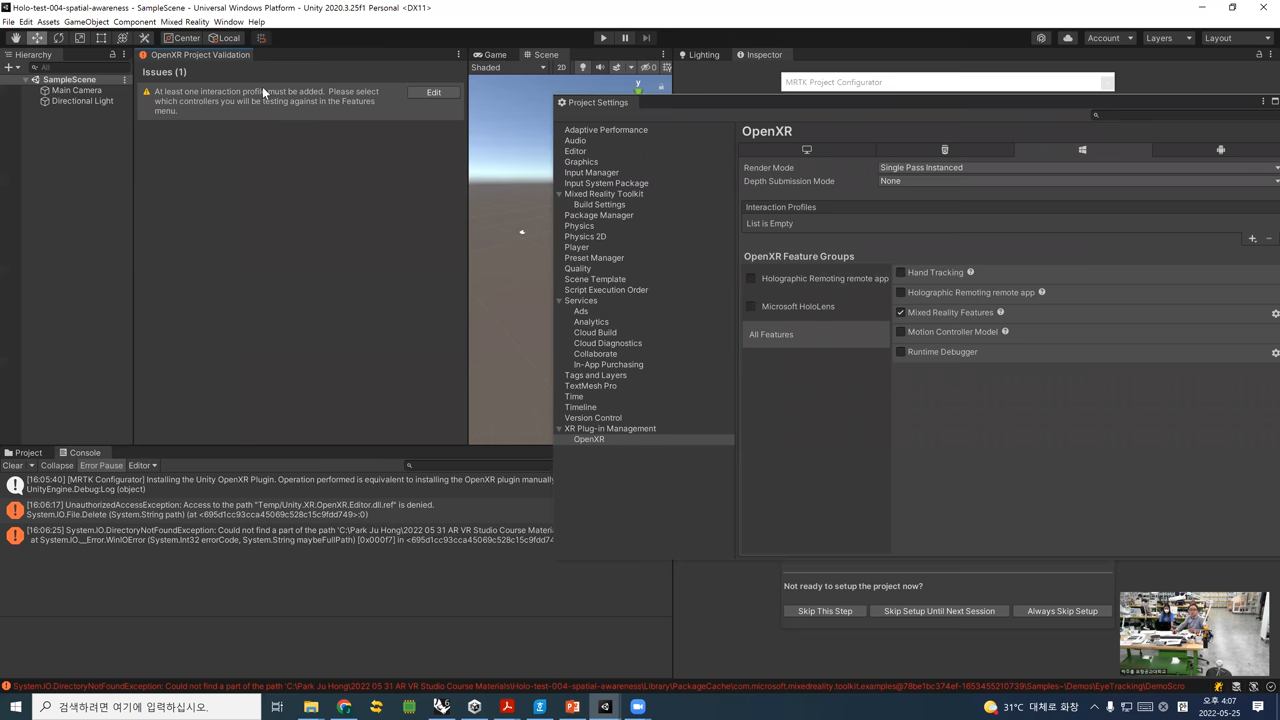 Holo-test-004-spatial-awareness - SampleScene - Universal Windows Platform - Unity 2020.3.25f1 Personal <DX11>
File Edit Assets GameObject Component Mixed Reality Window Help
Center Local
Account Layers Layout
Hierarchy
All
SampleScene
Main Camera
Directional Light
OpenXR Project Validation
Issues (1)
At least one interaction profile must be added. Please select
which controllers you will be testing against in the Features
menu.
Edit
Game Scene
Shaded 2D 0
y
Lighting Inspector
MRTK Project Configurator
Project Settings
Adaptive Performance
Audio
Editor
Graphics
Input Manager
Input System Package
Mixed Reality Toolkit
Build Settings
Package Manager
Physics
Physics 2D
Player
Preset Manager
Quality
Scene Template
Script Execution Order
Services
Ads
Analytics
Cloud Build
Cloud Diagnostics
Collaborate
In-App Purchasing
Tags and Layers
TextMesh Pro
Time
Timeline
Version Control
XR Plug-in Management
OpenXR
OpenXR
Render Mode Single Pass Instanced
Depth Submission Mode None
Interaction Profiles
List is Empty
OpenXR Feature Groups
Holographic Remoting remote app
Microsoft HoloLens
All Features
Hand Tracking
Holographic Remoting remote app
Mixed Reality Features
Motion Controller Model
Runtime Debugger
Project Console
Clear Collapse Error Pause Editor
[16:05:40] [MRTK Configurator] Installing the Unity OpenXR Plugin. Operation performed is equivalent to installing the OpenXR plugin manually
UnityEngine.Debug:Log (object)
[16:06:17] UnauthorizedAccessException: Access to the path "Temp/Unity.XR.OpenXR.Editor.dll.ref" is denied.
System.IO.File.Delete (System.String path) (at <695d1cc93cca45069c528c15c9fdd749>:0)
[16:06:25] System.IO.DirectoryNotFoundException: Could not find a part of the path 'C:\Park Ju Hong\2022 05 31 AR VR Studio Course Materia
at System.IO.__Error.WinIOError (System.Int32 errorCode, System.String maybeFullPath) [0x000f7] in <695d1cc93cca45069c528c15c9fdd749
Not ready to setup the project now?
Skip This Step Skip Setup Until Next Session Always Skip Setup
System.IO.DirectoryNotFoundException: Could not find a part of the path 'C:\Park Ju Hong\2022 05 31 AR VR Studio Course Materials\Holo-test-004-spatial-awareness\Library\PackageCache\com.microsoft.mixedreality.toolkit.examples@78be1bc374ef-1653455210739\Samples~\Demos\EyeTracking\DemoScro
검색하려면 여기에 입력하십시오.
31°C 대체로 화창
오후 4:07
2022-05-25